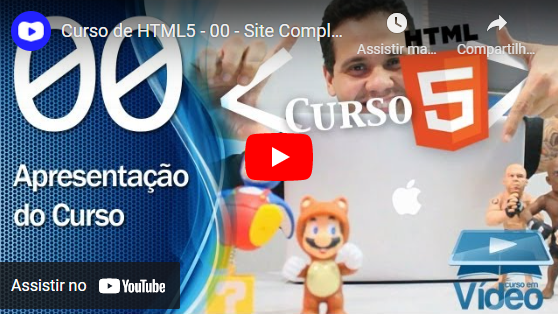 Curso de HTML5 - 00 - Site Compl...
Assistir ma...
Compartilh...
00
HTML
CURSO
5
Apresentação
do Curso
?
Assistir no YouTube
curso em
Vídeo